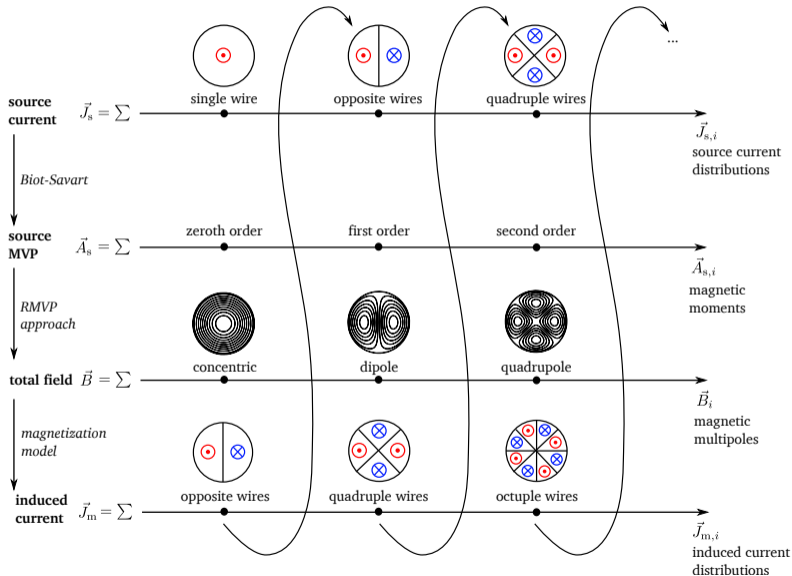 ...
single wire
opposite wires
quadruple wires
source
current
J⃗s = ∑
J⃗s,i
source current
distributions
Biot-Savart
zeroth order
first order
second order
source
MVP
A⃗s = ∑
A⃗s,i
magnetic
moments
RMVP
approach
concentric
dipole
quadrupole
total field B⃗ = ∑
B⃗i
magnetic
multipoles
magnetization
model
opposite wires
quadruple wires
octuple wires
induced
current
J⃗m = ∑
J⃗m,i
induced current
distributions